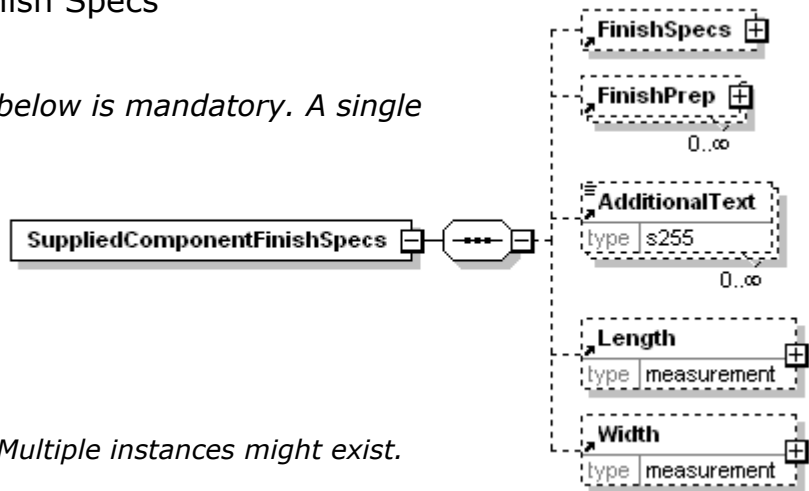 nish Specs
below is mandatory. A single
Multiple instances might exist.
SuppliedComponentFinishSpecs
FinishSpecs
FinishPrep
0..∞
AdditionalText
type s255
0..∞
Length
type measurement
Width
type measurement